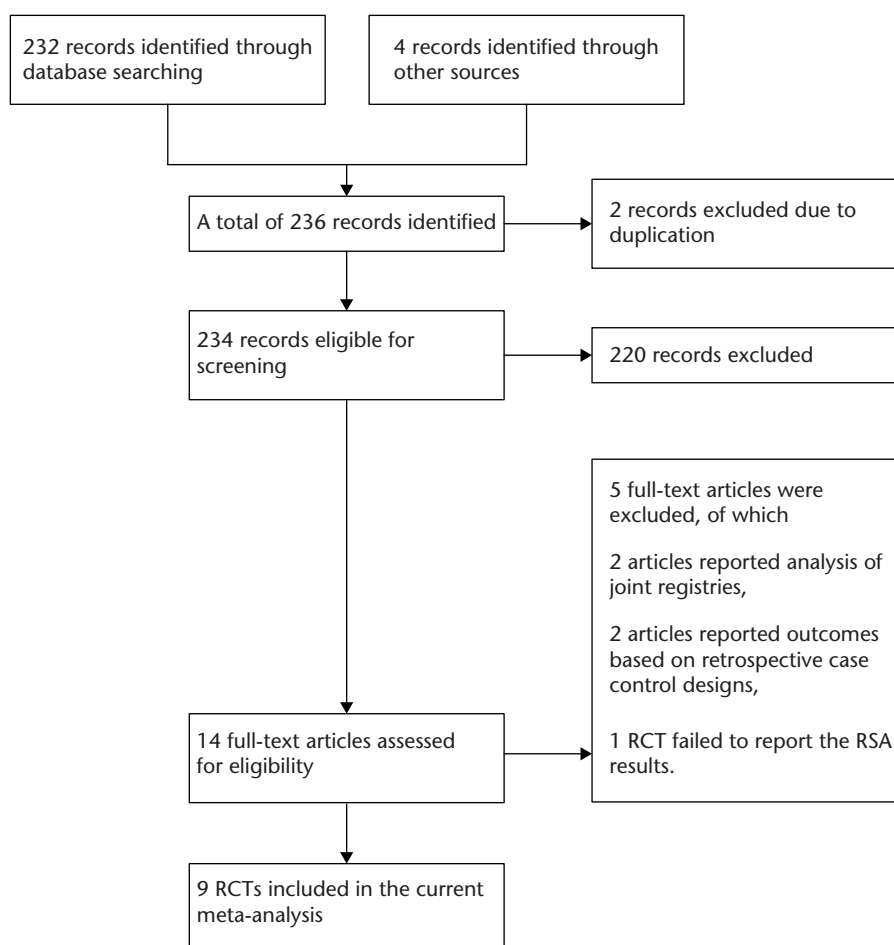 232 records identified through
database searching
4 records identified through
other sources
A total of 236 records identified
2 records excluded due to
duplication
234 records eligible for
screening
220 records excluded
5 full-text articles were
excluded, of which
2 articles reported analysis of
joint registries,
2 articles reported outcomes
based on retrospective case
control designs,
1 RCT failed to report the RSA
results.
14 full-text articles assessed
for eligibility
9 RCTs included in the current
meta-analysis